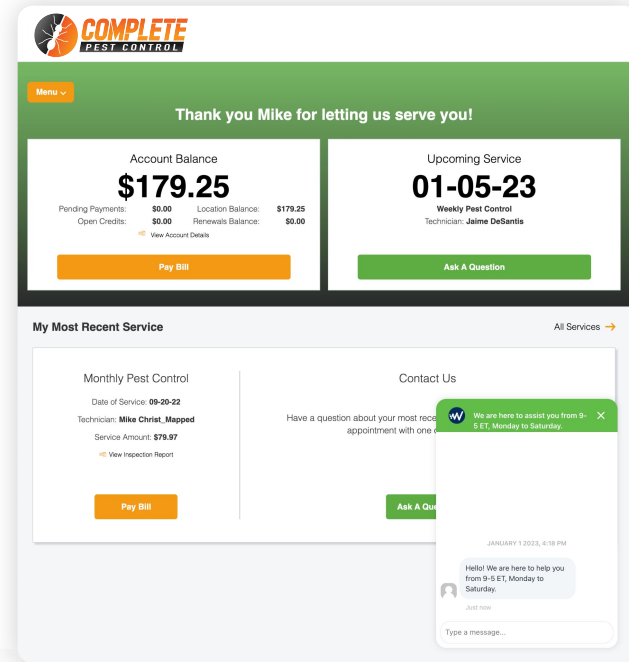 COMPLETE
PEST CONTROL
Menu
Thank you Mike for letting us serve you!
Account Balance
$179.25
Pending Payments: $0.00 Location Balance: $179.25
Open Credits: $0.00 Renewals Balance: $0.00
View Account Details
Pay Bill
Upcoming Service
01-05-23
Weekly Pest Control
Technician: Jaime DeSantis
Ask A Question
My Most Recent Service
All Services
Monthly Pest Control
Date of Service: 09-20-22
Technician: Mike Christ_Mapped
Service Amount: $79.97
View Inspection Report
Pay Bill
Contact Us
Have a question about your most
appointment with one
Ask A
We are here to assist you from 9-
5 ET, Monday to Saturday.
JANUARY 1 2023, 4:18 PM
Hello! We are here to help you
from 9-5 ET, Monday to
Saturday.
Just now
Type a message...